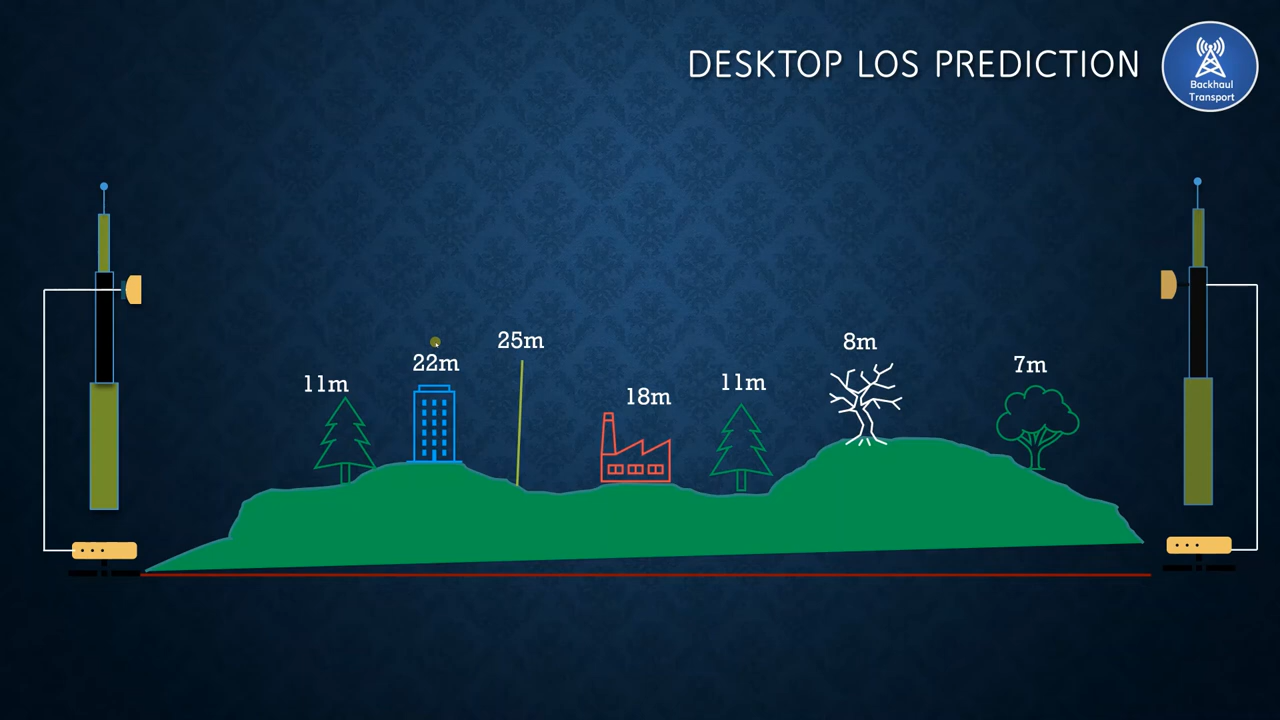 DESKTOP LOS PREDICTION
Backhaul
Transport
11m
22m
25m
18m
11m
8m
7m